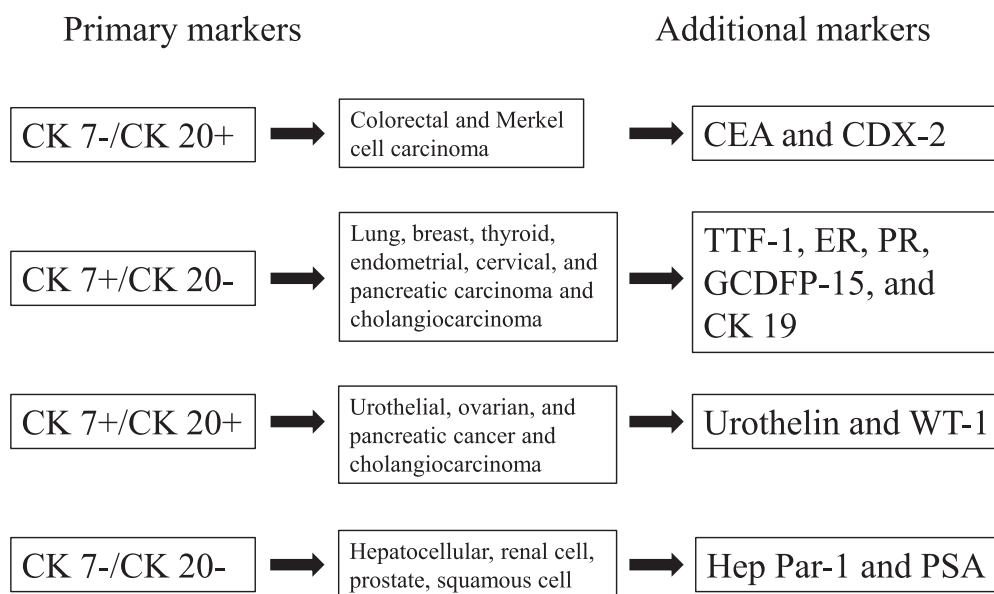 Primary markers
Additional markers
CK 7-/CK 20+
Colorectal and Merkel
cell carcinoma
CEA and CDX-2
CK 7+/CK 20-
Lung, breast, thyroid,
endometrial, cervical, and
pancreatic carcinoma and
cholangiocarcinoma
TTF-1, ER, PR,
GCDFP-15, and
CK 19
CK 7+/CK 20+
Urothelial, ovarian, and
pancreatic cancer and
cholangiocarcinoma
Urothelin and WT-1
CK 7-/CK 20-
Hepatocellular, renal cell,
prostate, squamous cell
Hep Par-1 and PSA